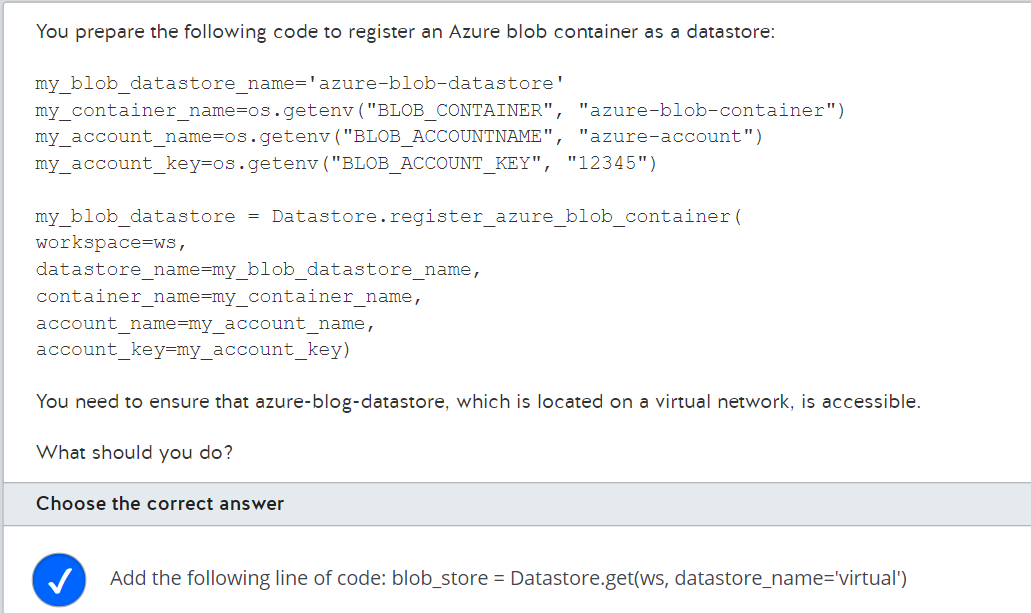 You prepare the following code to register an Azure blob container as a datastore:
my_blob_datastore_name='azure-blob-datastore'
my_container_name=os.getenv("BLOB_CONTAINER", "azure-blob-container")
my_account_name=os.getenv("BLOB_ACCOUNTNAME", "azure-account")
my_account_key=os.getenv("BLOB_ACCOUNT_KEY", "12345")
my_blob_datastore = Datastore.register_azure_blob_container(
workspace=ws,
datastore_name=my_blob_datastore_name,
container_name=my_container_name,
account_name=my_account_name,
account_key=my_account_key)
You need to ensure that azure-blog-datastore, which is located on a virtual network, is accessible.
What should you do?
Choose the correct answer
Add the following line of code: blob_store = Datastore.get(ws, datastore_name='virtual')